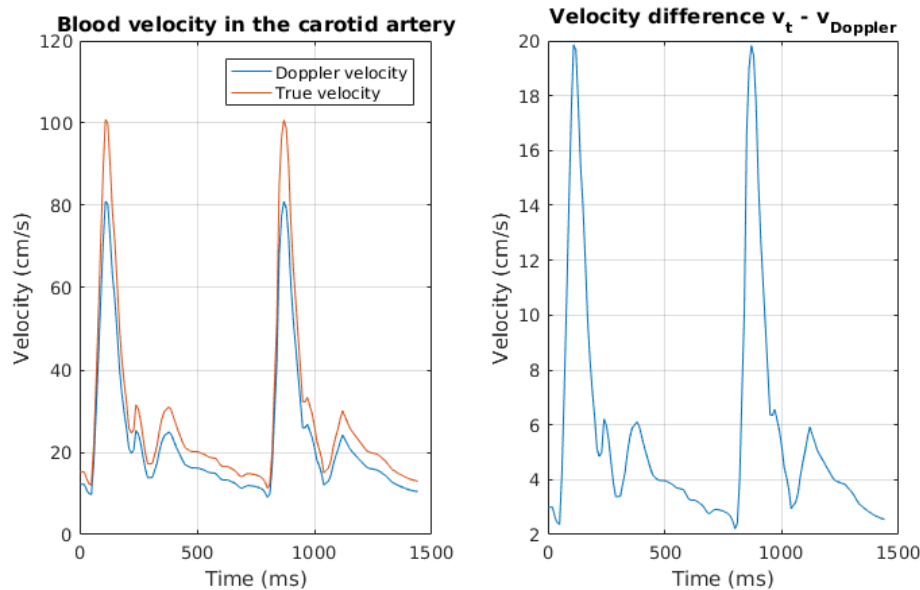 Blood velocity in the carotid artery
120
100
80
60
40
20
0
Velocity (cm/s)
Doppler velocity
True velocity
0 500 1000 1500
Time (ms)
Velocity difference v_t - v_Doppler
20
18
16
14
12
10
8
6
4
2
Velocity (cm/s)
0 500 1000 1500
Time (ms)